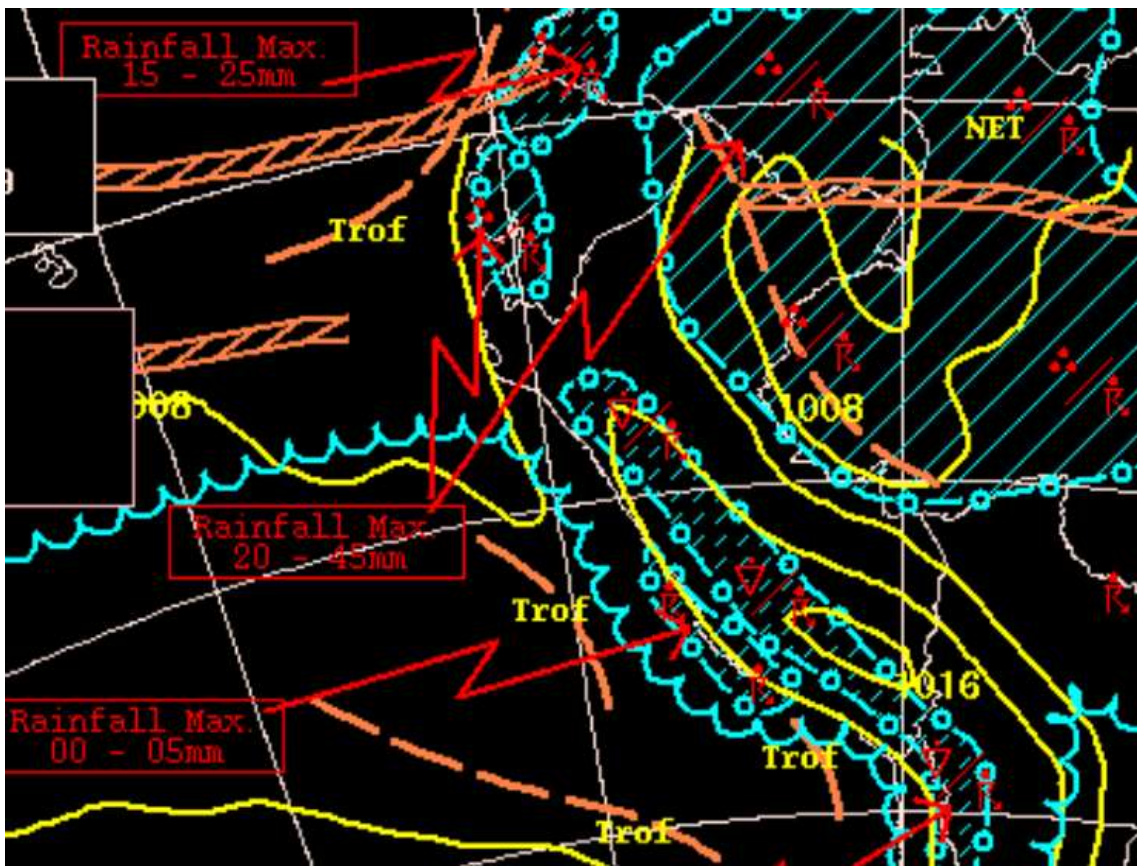 Rainfall Max.
15 - 25mm
NET
Trof
1008
1008
Rainfall Max.
20 - 45mm
Trof
1016
Rainfall Max.
00 - 05mm
Trof
Trof